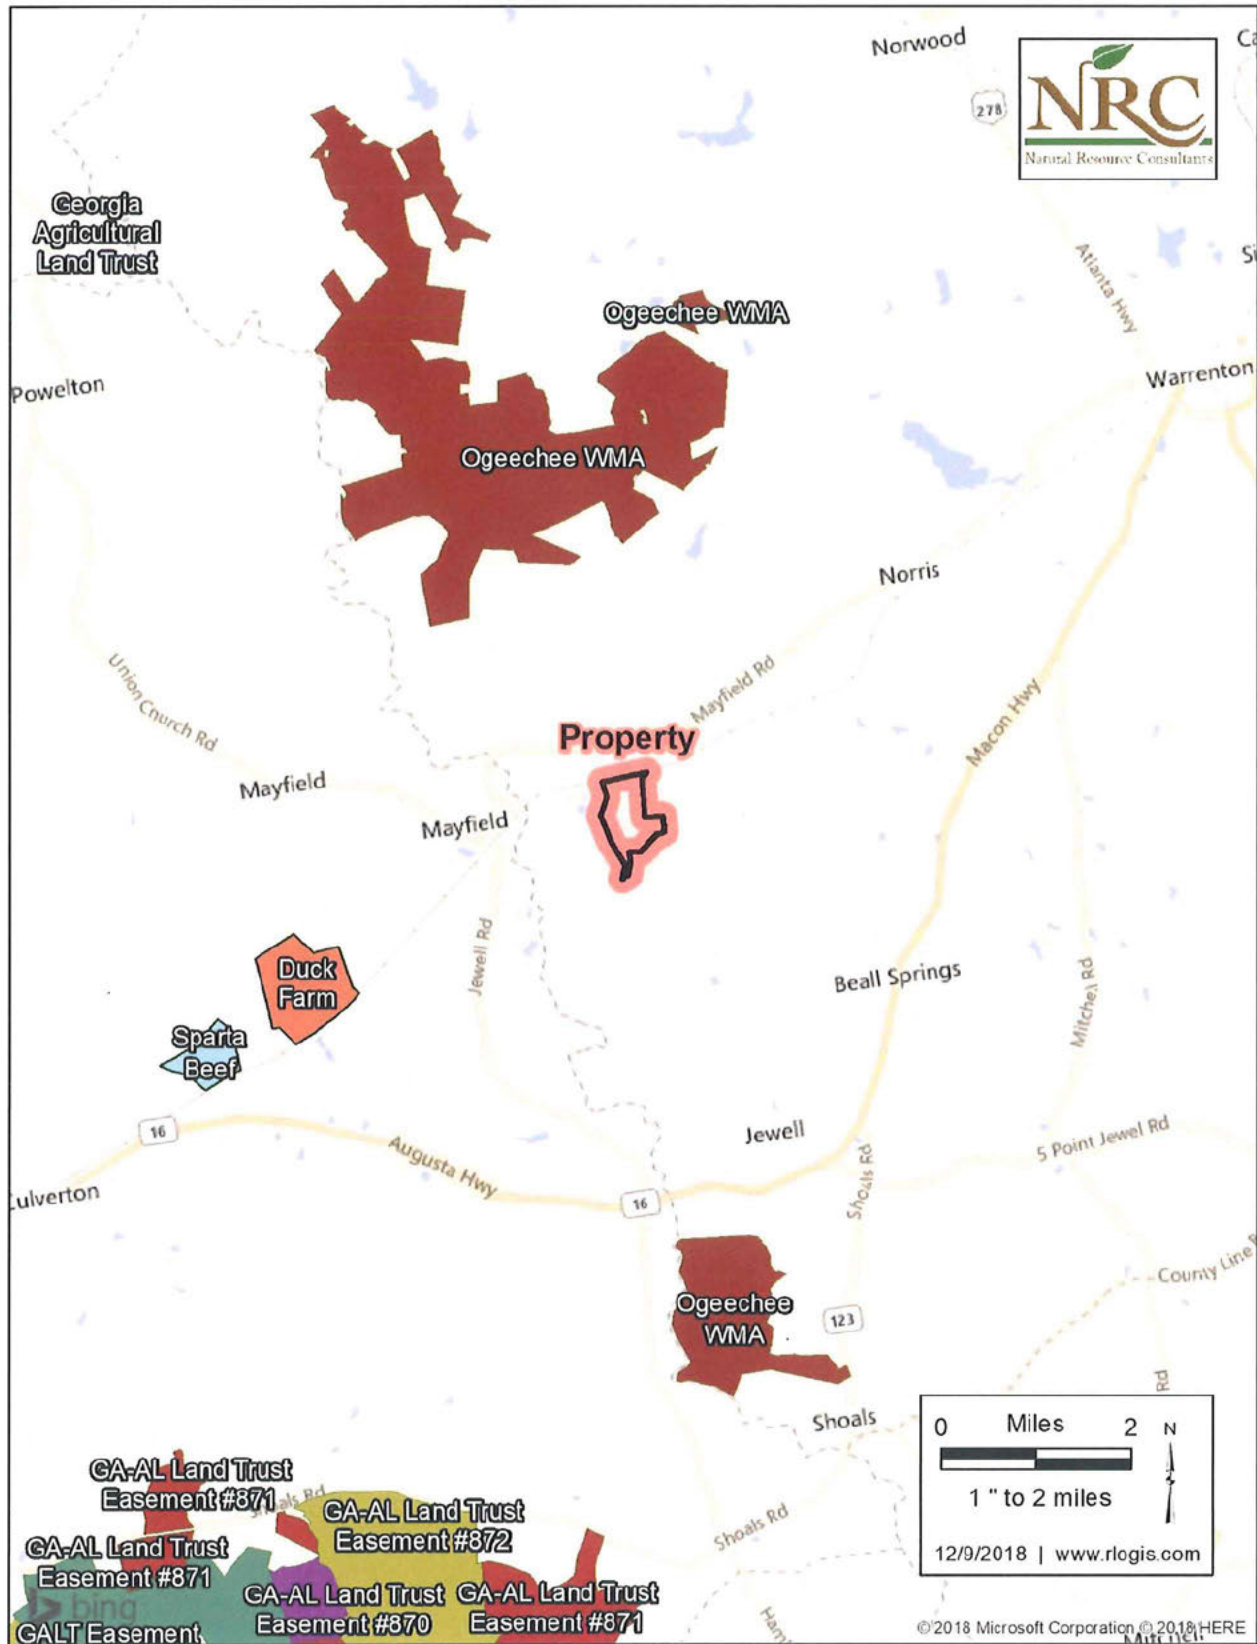 Norwood
Ca
278
NRC
Natural Resource Consultants
Georgia
Agricultural
Land Trust
Atlanta Hwy
Ogeechee WMA
Powelton
Warrenton
Ogeechee WMA
Norris
Union Church Rd
Mayfield Rd
Macon Hwy
Property
Mayfield
Mayfield
Jewell Rd
Duck
Farm
Beall Springs
Mitchell Rd
Sparta
Beef
16
Augusta Hwy
Jewell
5 Point Jewel Rd
Shoals Rd
Culverton
16
County Line R
Ogeechee
WMA
123
Rd
Shoals
0 Miles 2 N
1 " to 2 miles
12/9/2018 | www.rlogis.com
GA-AL Land Trust
Easement #871
Shoals Rd
GA-AL Land Trust
Easement #872
Shoals Rd
GA-AL Land Trust
Easement #871
GA-AL Land Trust
Easement #870
GA-AL Land Trust
Easement #871
bing
GALT Easement
©2018 Microsoft Corporation ©2018 HERE
Mitchell